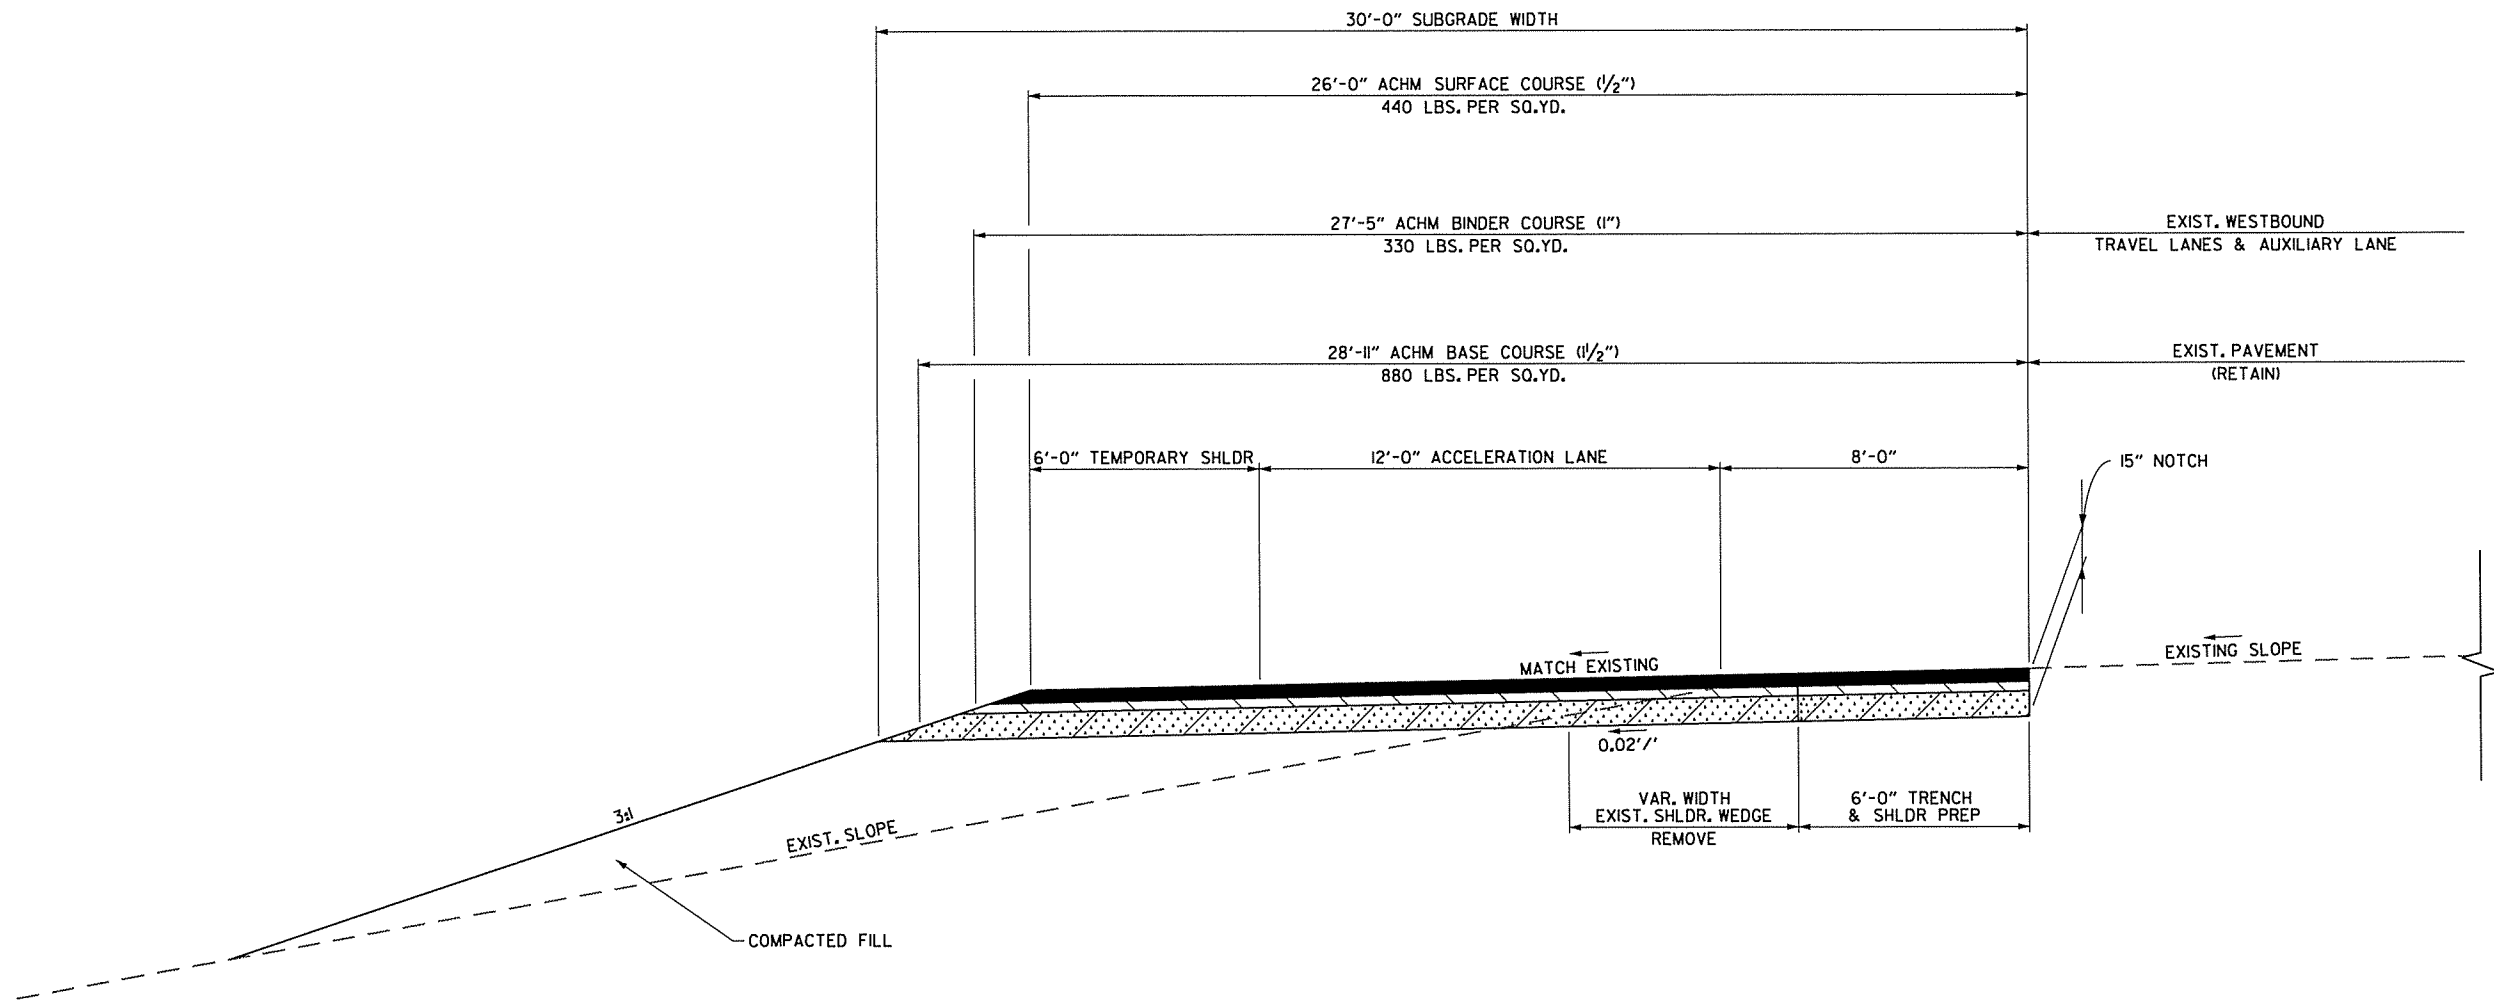 30'-0" SUBGRADE WIDTH
26'-0" ACHM SURFACE COURSE (1/2")
440 LBS. PER SQ.YD.
27'-5" ACHM BINDER COURSE (1")
330 LBS. PER SQ.YD.
EXIST. WESTBOUND
TRAVEL LANES & AUXILIARY LANE
28'-11" ACHM BASE COURSE (1 1/2")
880 LBS. PER SQ.YD.
EXIST. PAVEMENT
(RETAIN)
6'-0" TEMPORARY SHLDR
12'-0" ACCELERATION LANE
8'-0"
15" NOTCH
MATCH EXISTING
EXISTING SLOPE
0.02'/'
VAR. WIDTH
EXIST. SHLDR. WEDGE
REMOVE
6'-0" TRENCH
& SHLDR PREP
3:1
EXIST. SLOPE
COMPACTED FILL